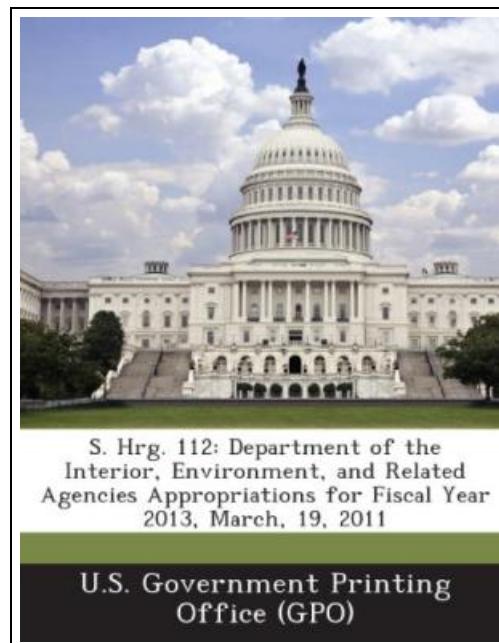 S. Hrg. 112: Department of the
Interior, Environment, and Related
Agencies Appropriations for Fiscal Year
2013, March, 19, 2011
U.S. Government Printing
Office (GPO)